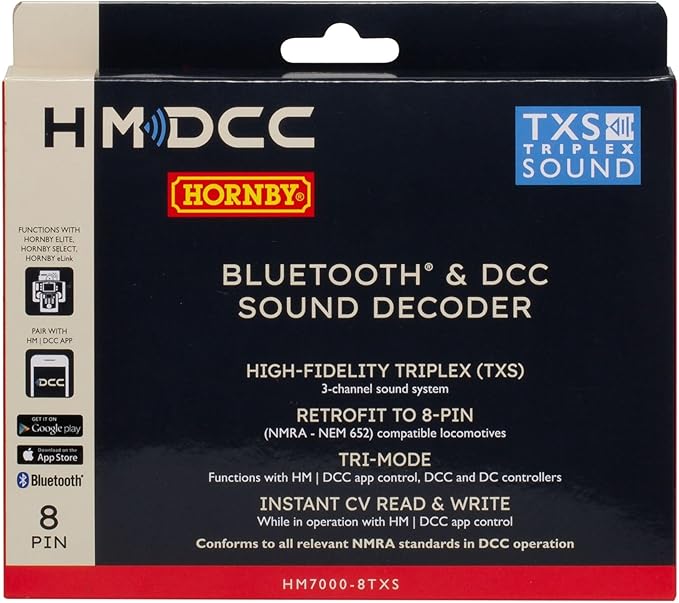 HM DCC
TXS
TRIPLEX
SOUND
HORNBY®
FUNCTIONS WITH
HORNBY ELITE,
HORNBY SELECT,
HORNBY eLink
PAIR WITH
HM | DCC APP
DCC
GET IT ON
Google play
Download on the
App Store
Bluetooth®
8
PIN
BLUETOOTH® & DCC
SOUND DECODER
HIGH-FIDELITY TRIPLEX (TXS)
3-channel sound system
RETROFIT TO 8-PIN
(NMRA - NEM 652) compatible locomotives
TRI-MODE
Functions with HM | DCC app control, DCC and DC controllers
INSTANT CV READ & WRITE
While in operation with HM | DCC app control
Conforms to all relevant NMRA standards in DCC operation
HM7000-8TXS